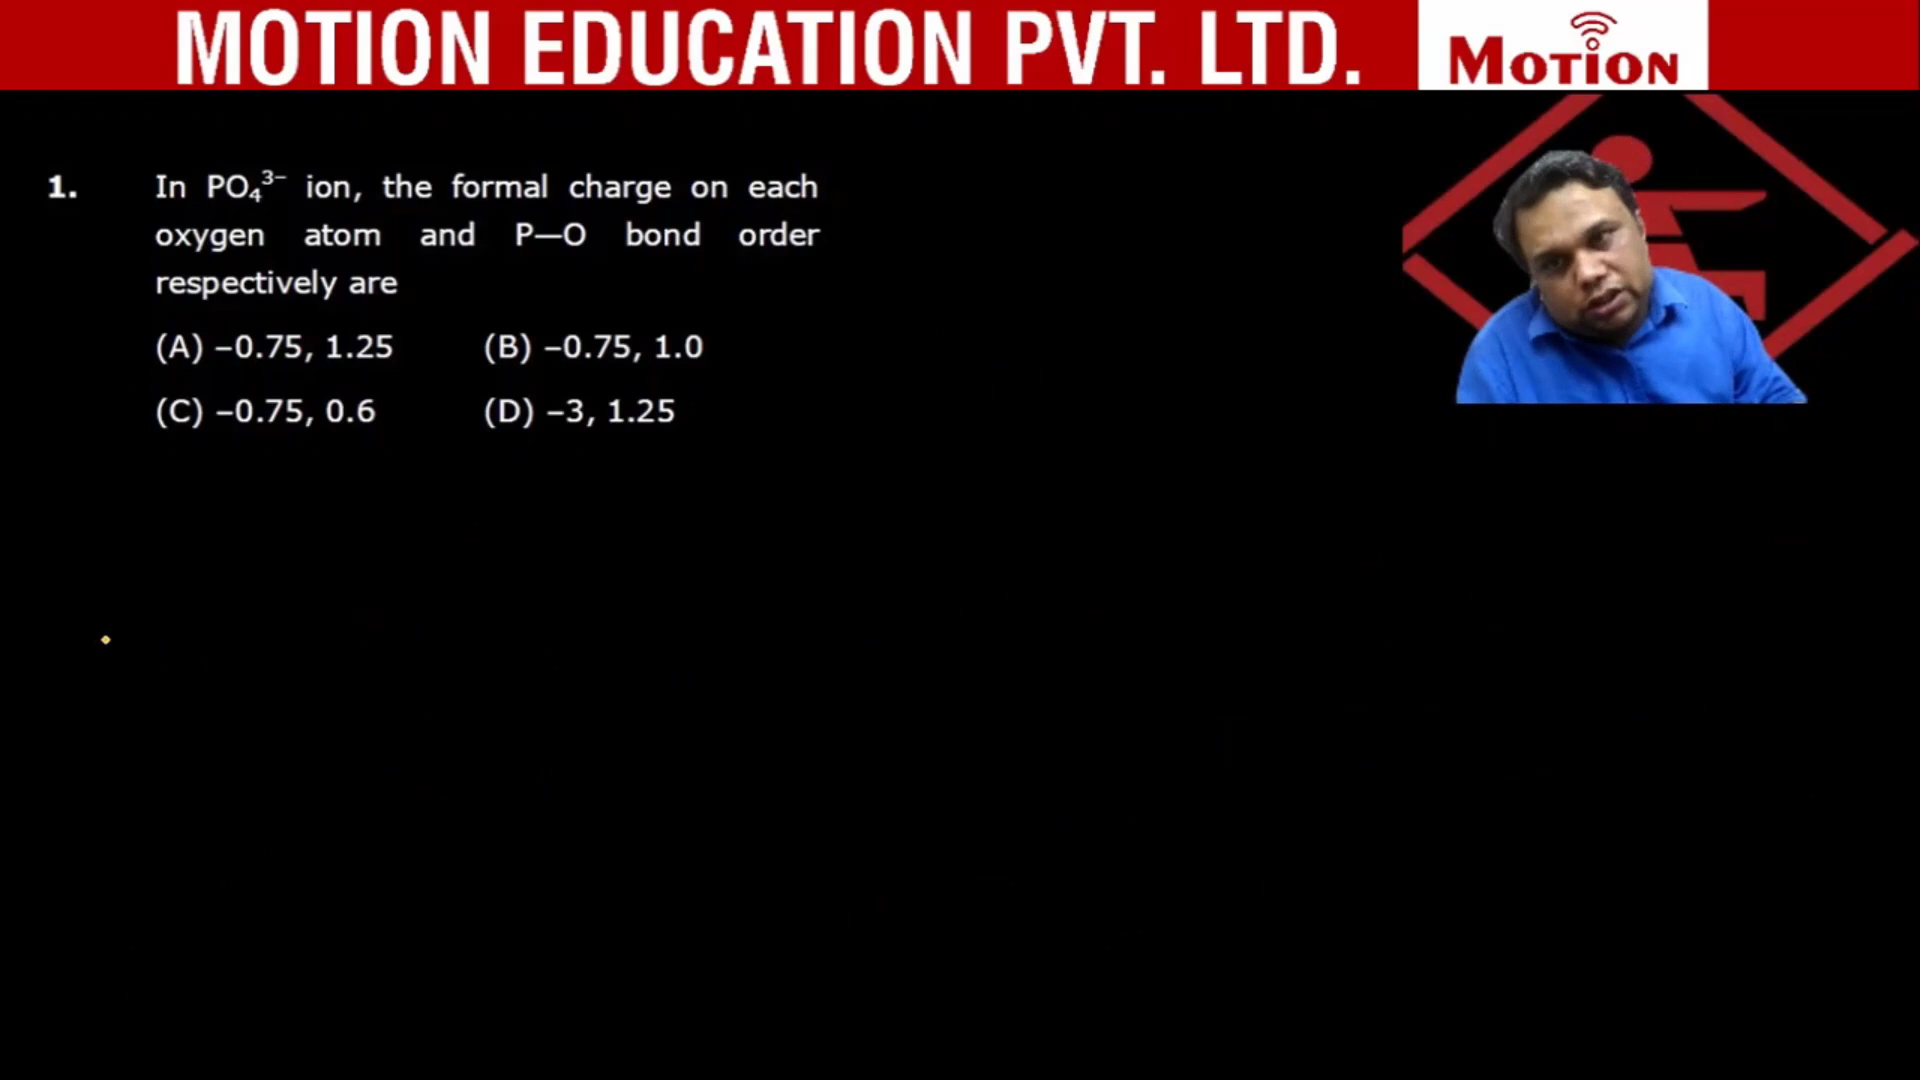 MOTION EDUCATION PVT. LTD.
MOTION
1. In PO₄³⁻ ion, the formal charge on each
oxygen atom and P—O bond order
respectively are
(A) –0.75, 1.25 (B) –0.75, 1.0
(C) –0.75, 0.6 (D) –3, 1.25